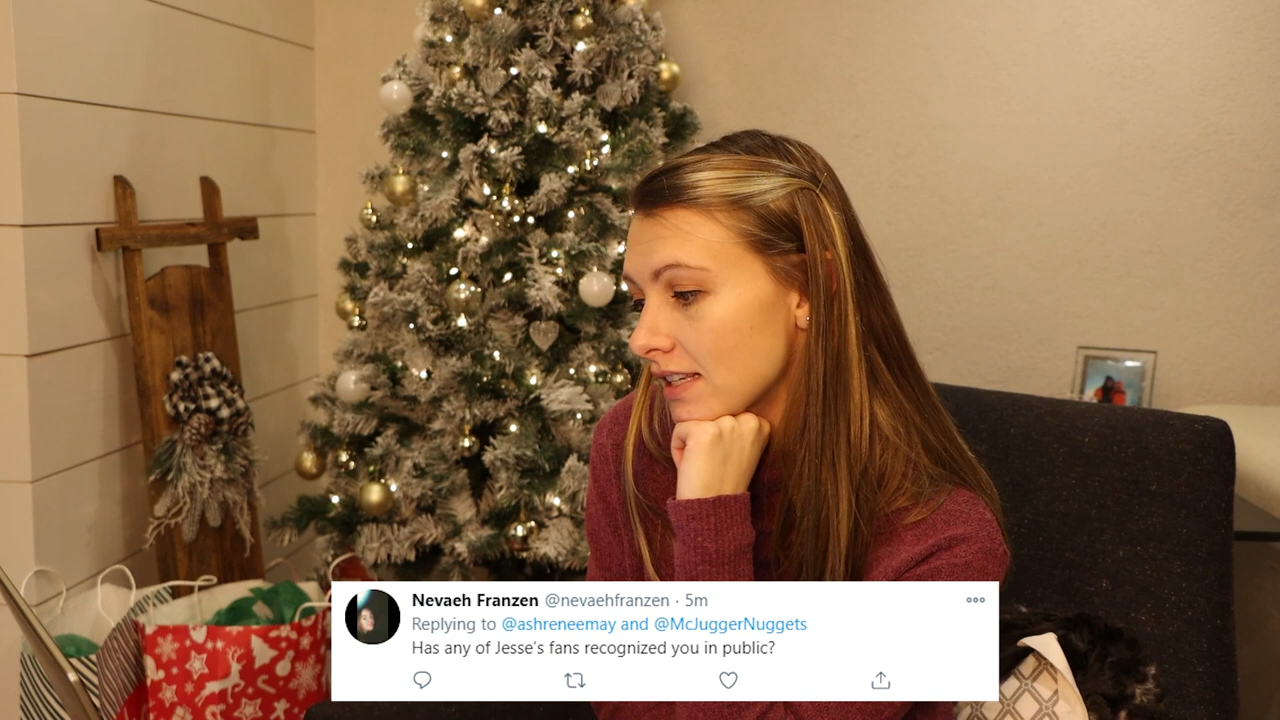 Nevaeh Franzen @nevaehfranzen · 5m
Replying to @ashreneemay and @McJuggerNuggets
Has any of Jesse's fans recognized you in public?